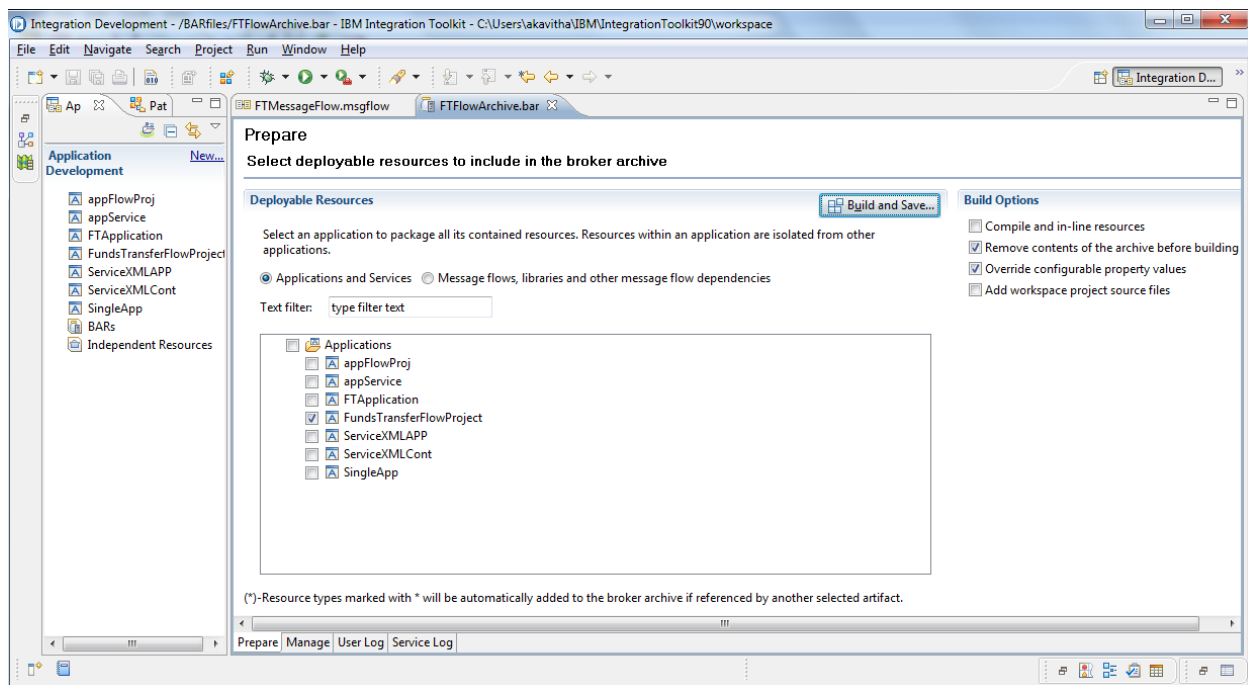 Integration Development - /BARfiles/FTFlowArchive.bar - IBM Integration Toolkit - C:\Users\akavitha\IBM\IntegrationToolkit90\workspace
File Edit Navigate Search Project Run Window Help
Integration D...
Ap
Pat
FTMessageFlow.msgflow
FTFlowArchive.bar
Application Development
New...
appFlowProj
appService
FTApplication
FundsTransferFlowProject
ServiceXMLAPP
ServiceXMLCont
SingleApp
BARs
Independent Resources
Prepare
Select deployable resources to include in the broker archive
Deployable Resources
Build and Save...
Select an application to package all its contained resources. Resources within an application are isolated from other
applications.
Applications and Services
Message flows, libraries and other message flow dependencies
Text filter: type filter text
Applications
appFlowProj
appService
FTApplication
FundsTransferFlowProject
ServiceXMLAPP
ServiceXMLCont
SingleApp
(*)-Resource types marked with * will be automatically added to the broker archive if referenced by another selected artifact.
Build Options
Compile and in-line resources
Remove contents of the archive before building
Override configurable property values
Add workspace project source files
Prepare Manage User Log Service Log